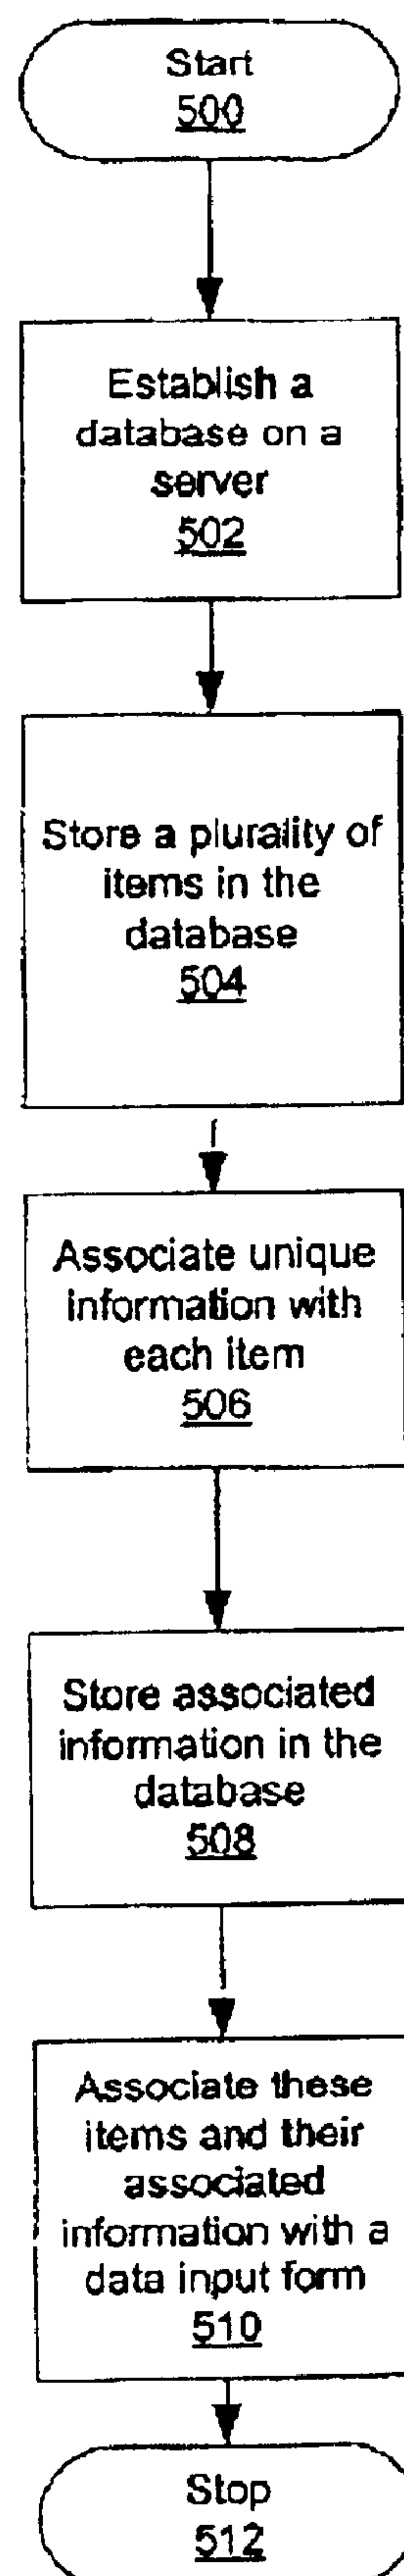 Start
500
Establish a
database on a
server
502
Store a plurality of
items in the
database
504
Associate unique
information with
each item
506
Store associated
information in the
database
508
Associate these
items and their
associated
information with a
data input form
510
Stop
512